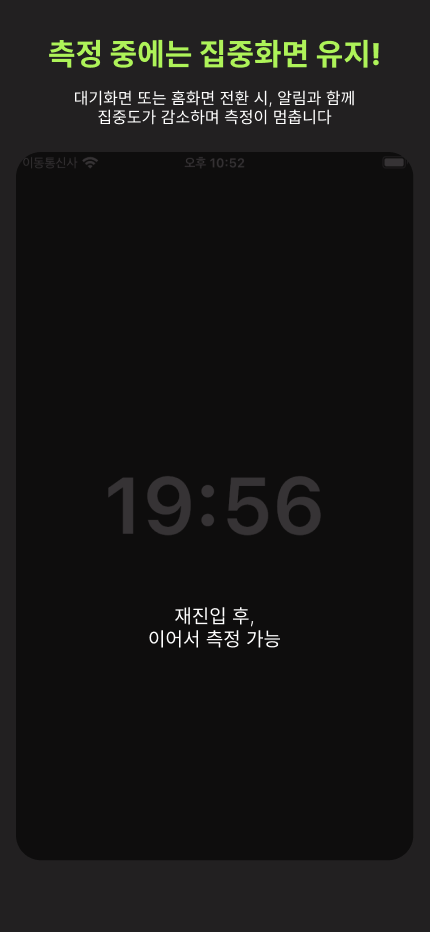 측정 중에는 집중화면 유지!
대기화면 또는 홈화면 전환 시, 알림과 함께
집중도가 감소하며 측정이 멈춥니다
이동통신사 오후 10:52
19:56
재진입 후,
이어서 측정 가능